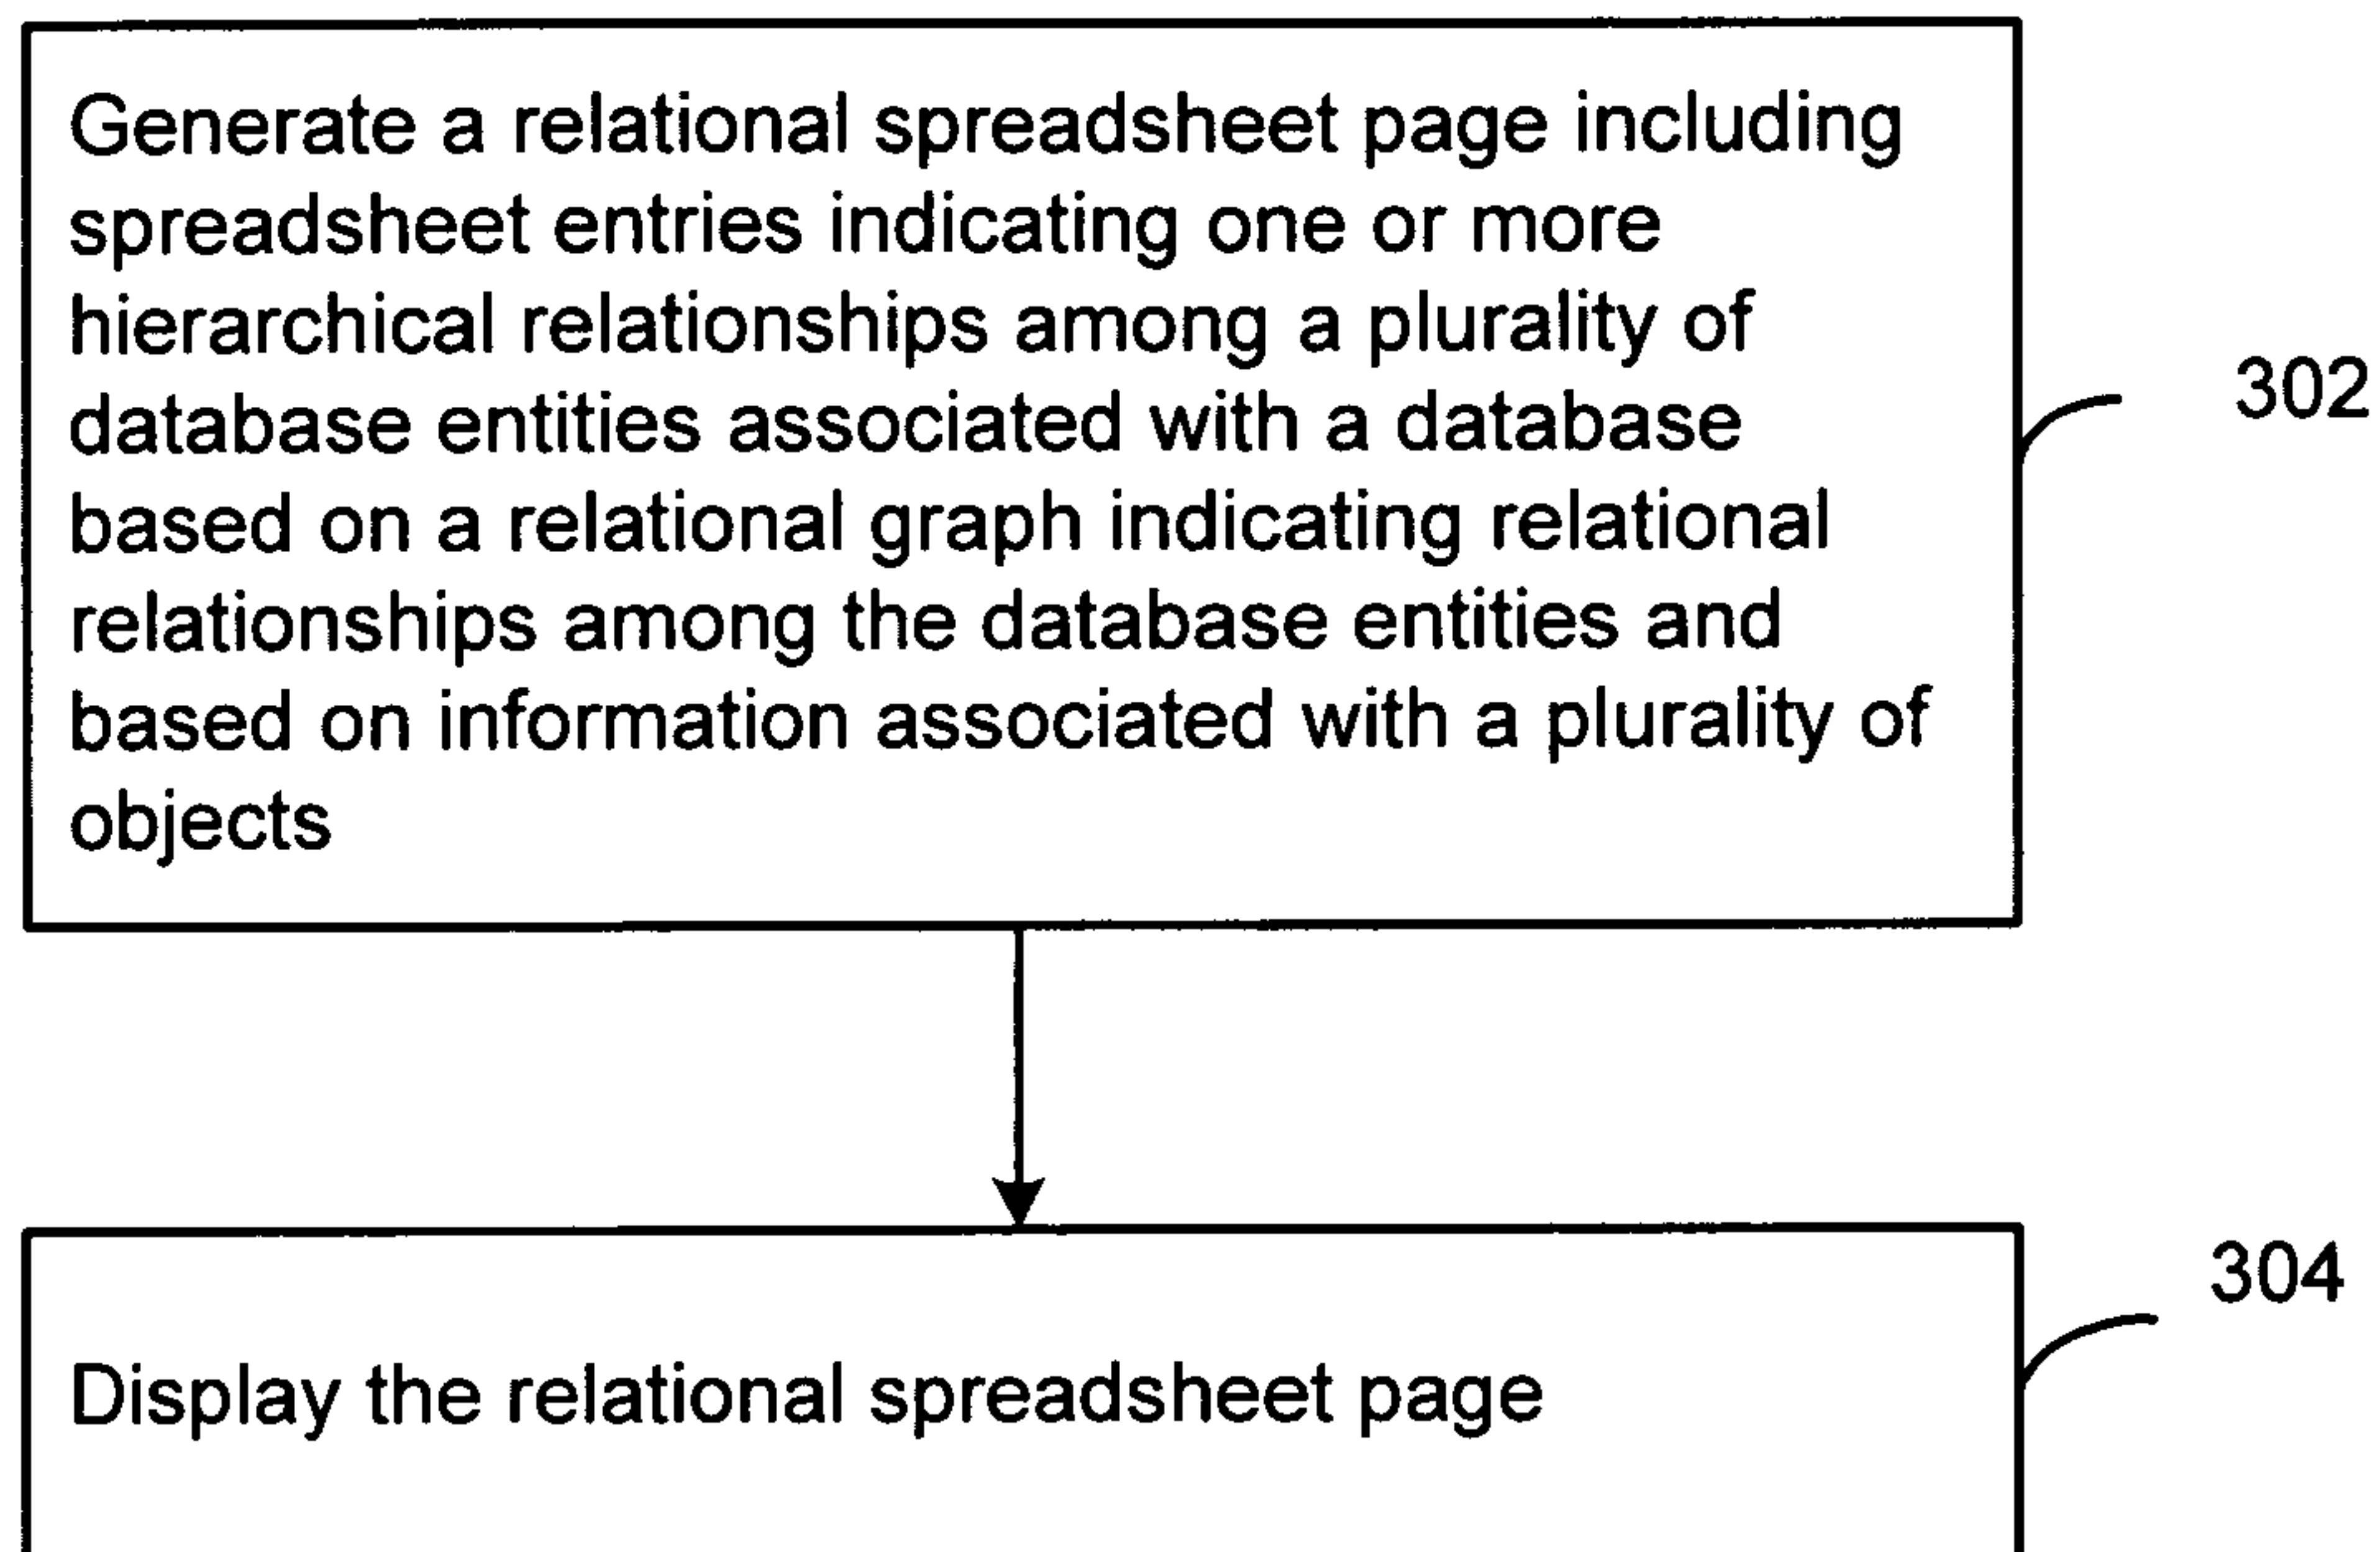 Generate a relational spreadsheet page including
spreadsheet entries indicating one or more
hierarchical relationships among a plurality of
database entities associated with a database
based on a relational graph indicating relational
relationships among the database entities and
based on information associated with a plurality of
objects
302
304
Display the relational spreadsheet page